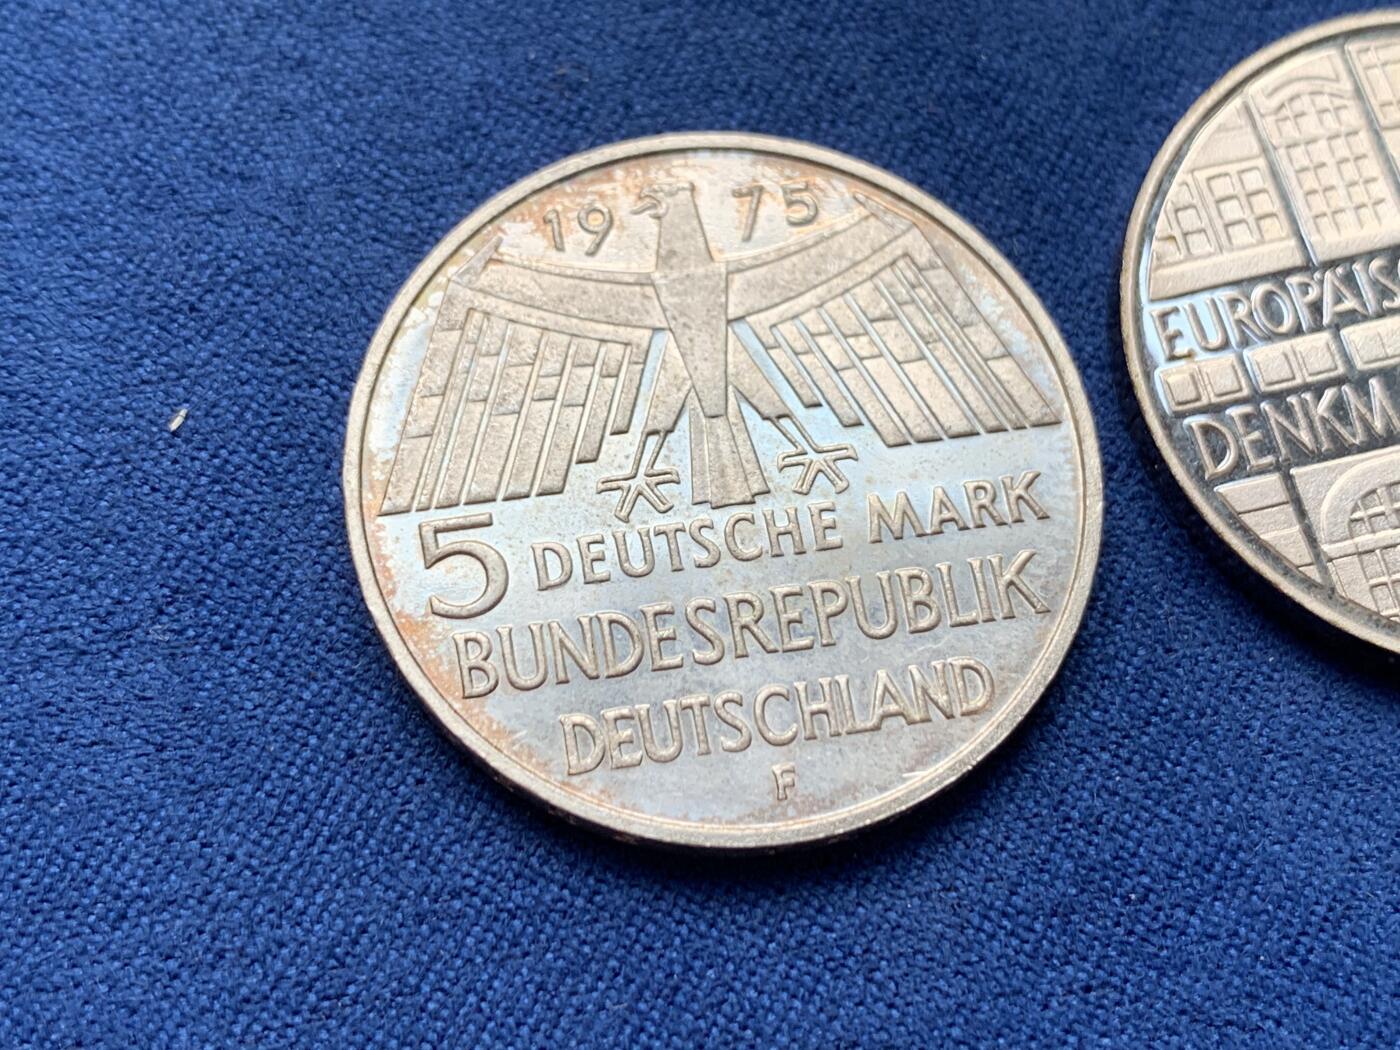 1975
5 DEUTSCHE MARK
BUNDESREPUBLIK
DEUTSCHLAND
F